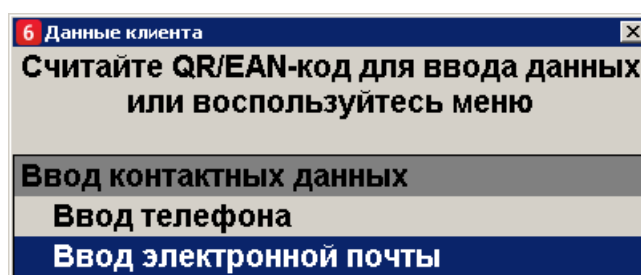 6 Данные клиента
Считайте QR/EAN-код для ввода данных
или воспользуйтесь меню
Ввод контактных данных
Ввод телефона
Ввод электронной почты